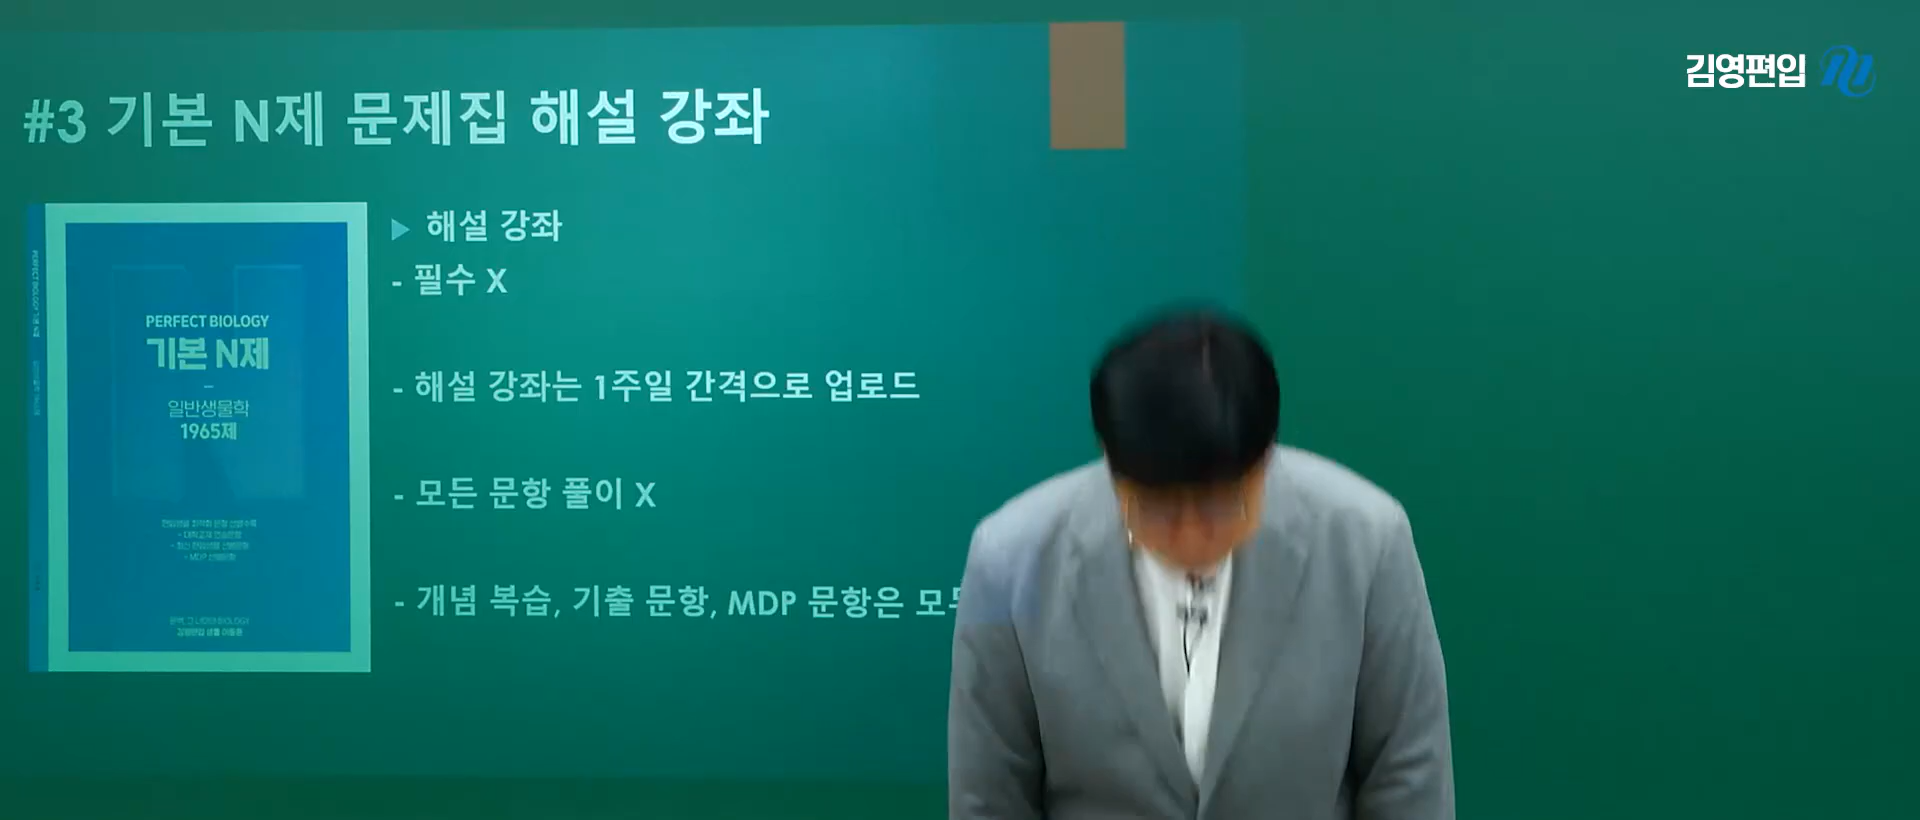 김영편입
#3 기본 N제 문제집 해설 강좌
PERFECT BIOLOGY
기본 N제
일반생물학
1965제
▶ 해설 강좌
- 필수 X
- 해설 강좌는 1주일 간격으로 업로드
- 모든 문항 풀이 X
- 개념 복습, 기출 문항, MDP 문항은